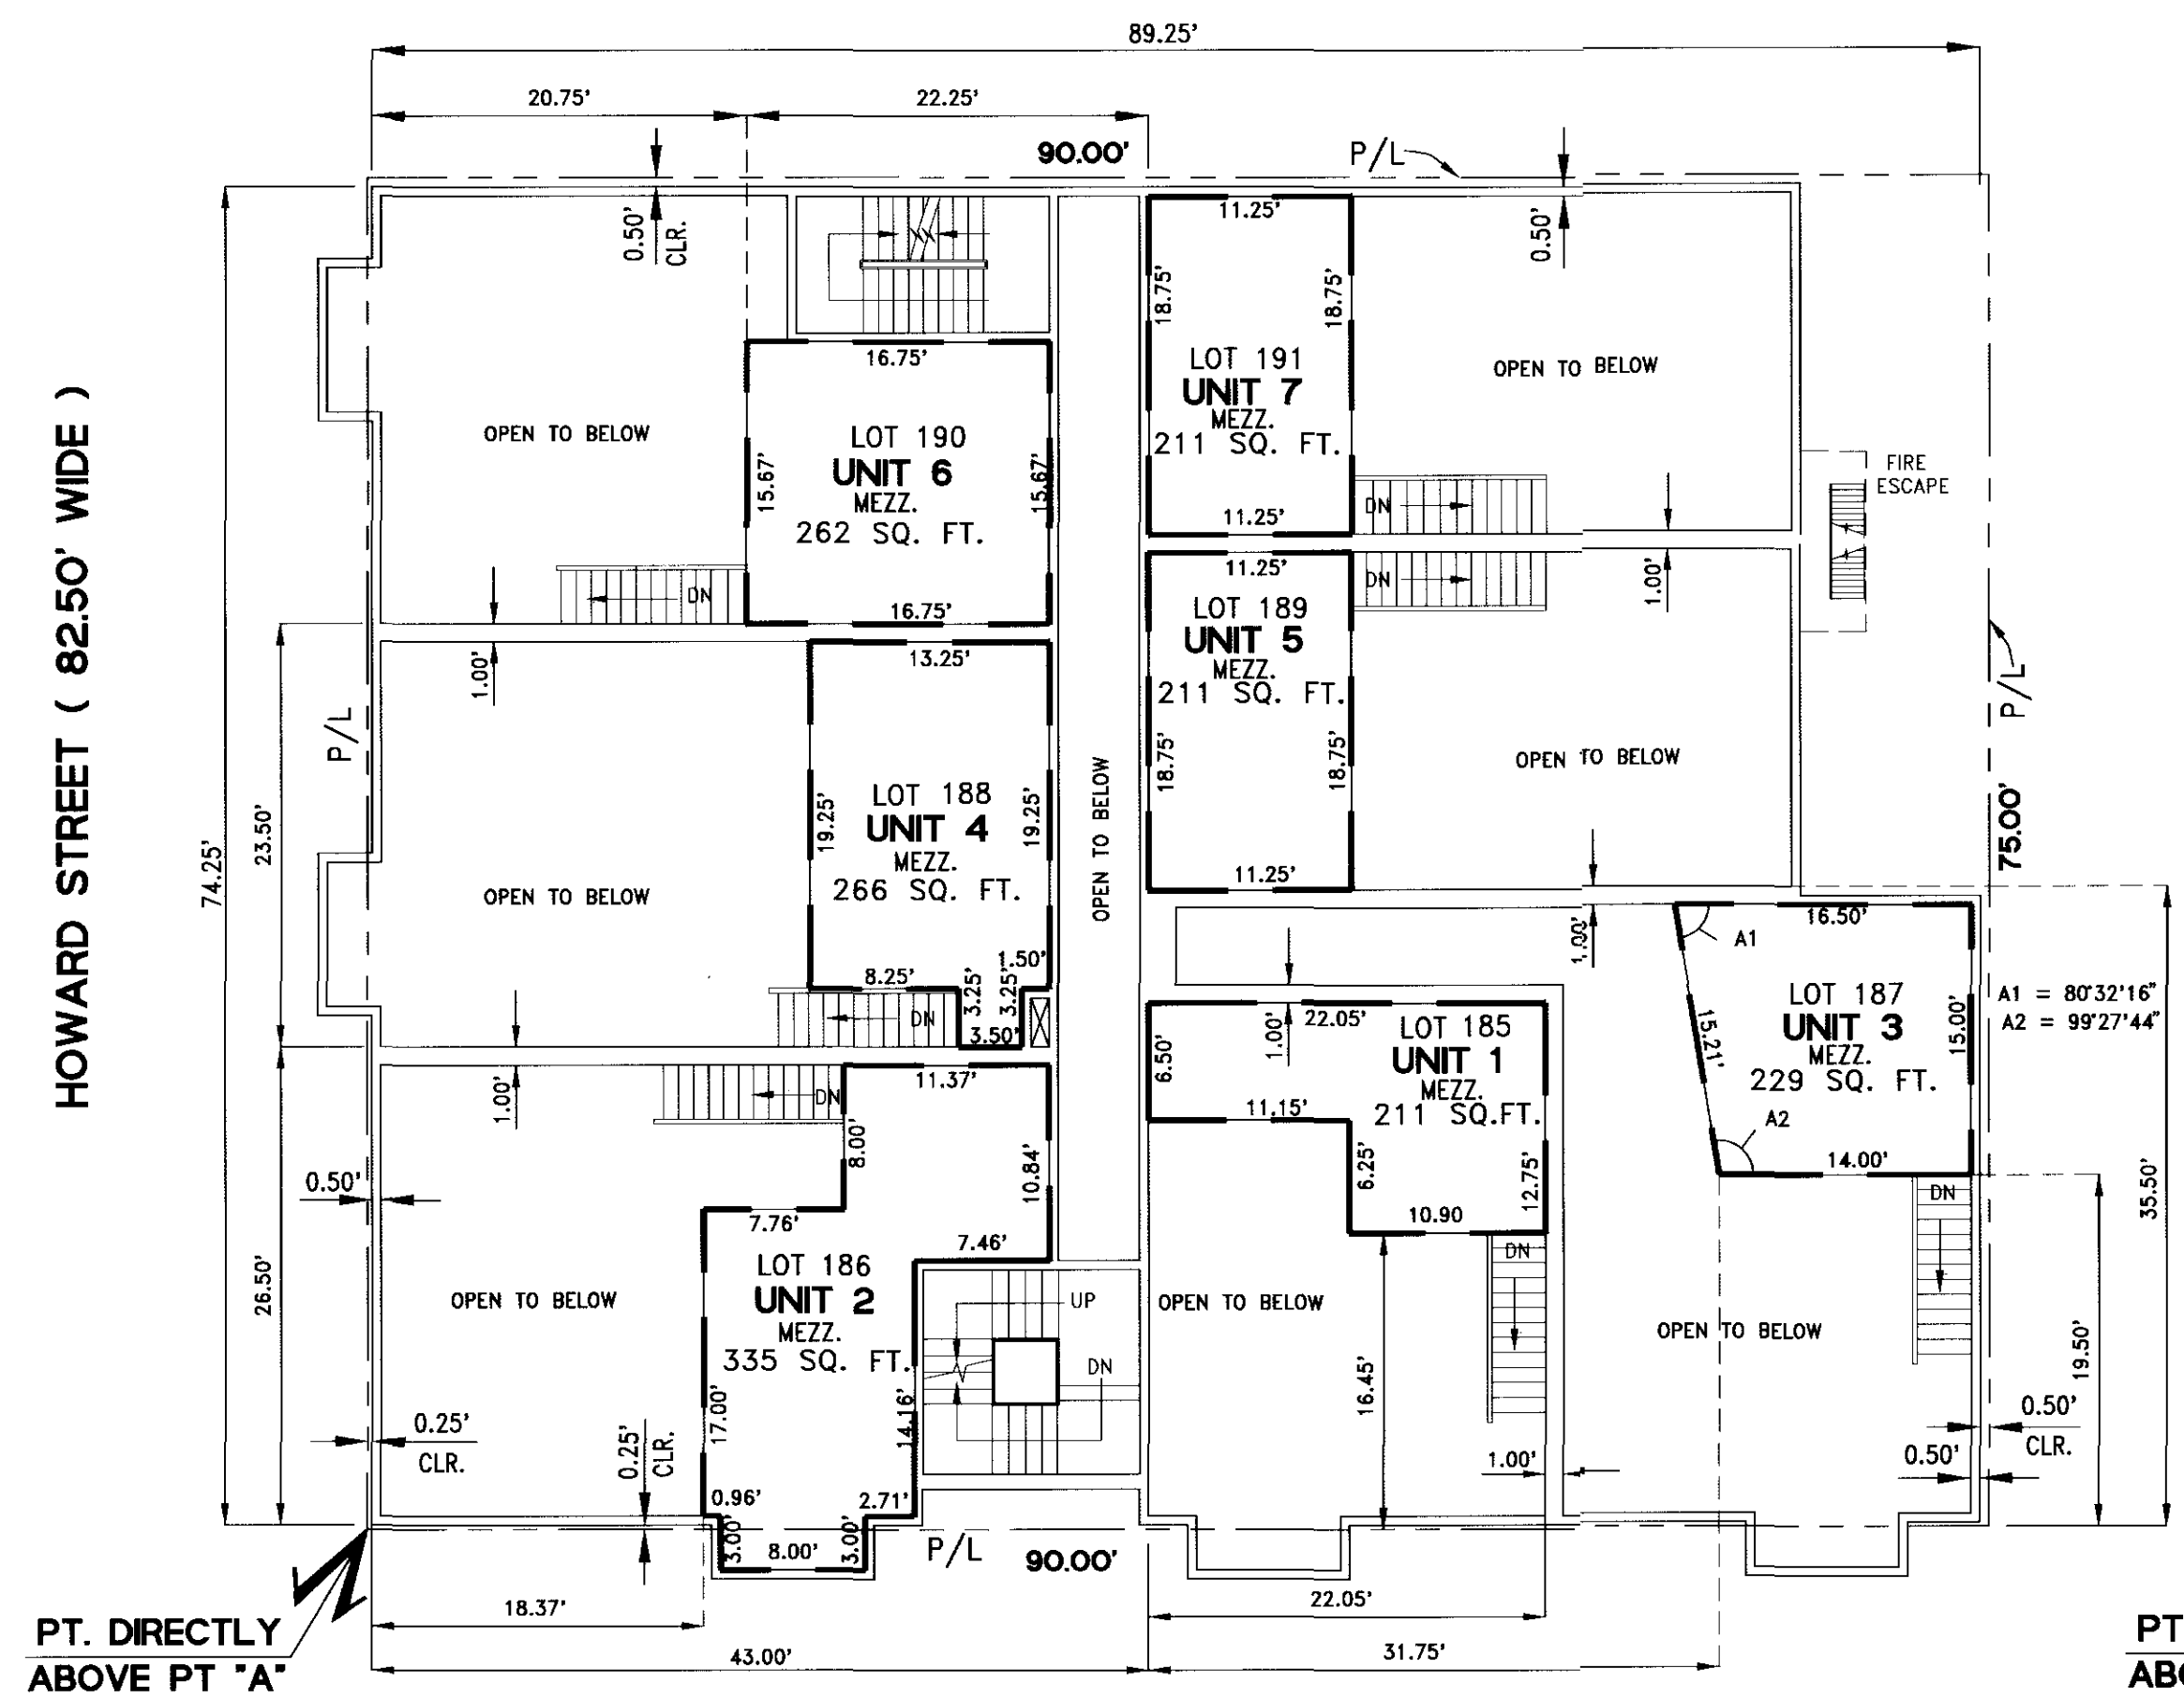 89.25'
20.75'
22.25'
90.00'
P/L
0.50'
CLR.
11.25'
0.50'
18.75'
18.75'
16.75'
LOT 191
UNIT 7
MEZZ.
211 SQ. FT.
OPEN TO BELOW
OPEN TO BELOW
LOT 190
UNIT 6
MEZZ.
262 SQ. FT.
15.67'
15.67'
FIRE
ESCAPE
DN
11.25'
HOWARD STREET ( 82.50' WIDE )
DN
16.75'
11.25'
DN
1.00'
LOT 189
UNIT 5
MEZZ.
211 SQ. FT.
1.00'
13.25'
P/L
P/L
18.75'
18.75'
OPEN TO BELOW
75.00'
74.25'
23.50'
LOT 188
UNIT 4
MEZZ.
266 SQ. FT.
19.25'
19.25'
OPEN TO BELOW
OPEN TO BELOW
11.25'
16.50'
A1
1.00'
8.25'
3.25'
3.25'
1.50'
3.50'
DN
LOT 187
UNIT 3
MEZZ.
229 SQ. FT.
15.21'
15.00'
A1 = 80°32'16"
A2 = 99°27'44"
22.05'
1.00'
LOT 185
UNIT 1
MEZZ.
211 SQ.FT.
6.50'
11.15'
A2
14.00'
11.37'
DN
1.00'
8.00'
10.84'
6.25'
12.75'
10.90
DN
DN
35.50'
0.50'
7.76'
7.46'
LOT 186
UNIT 2
MEZZ.
335 SQ. FT.
26.50'
OPEN TO BELOW
UP
DN
OPEN TO BELOW
OPEN TO BELOW
19.50'
16.45'
17.00'
14.16'
0.25'
CLR.
0.25'
CLR.
1.00'
0.50'
CLR.
0.50'
0.96'
2.71'
3.00'
8.00'
3.00'
P/L
90.00'
18.37'
22.05'
43.00'
31.75'
PT. DIRECTLY
ABOVE PT "A"
PT
ABO